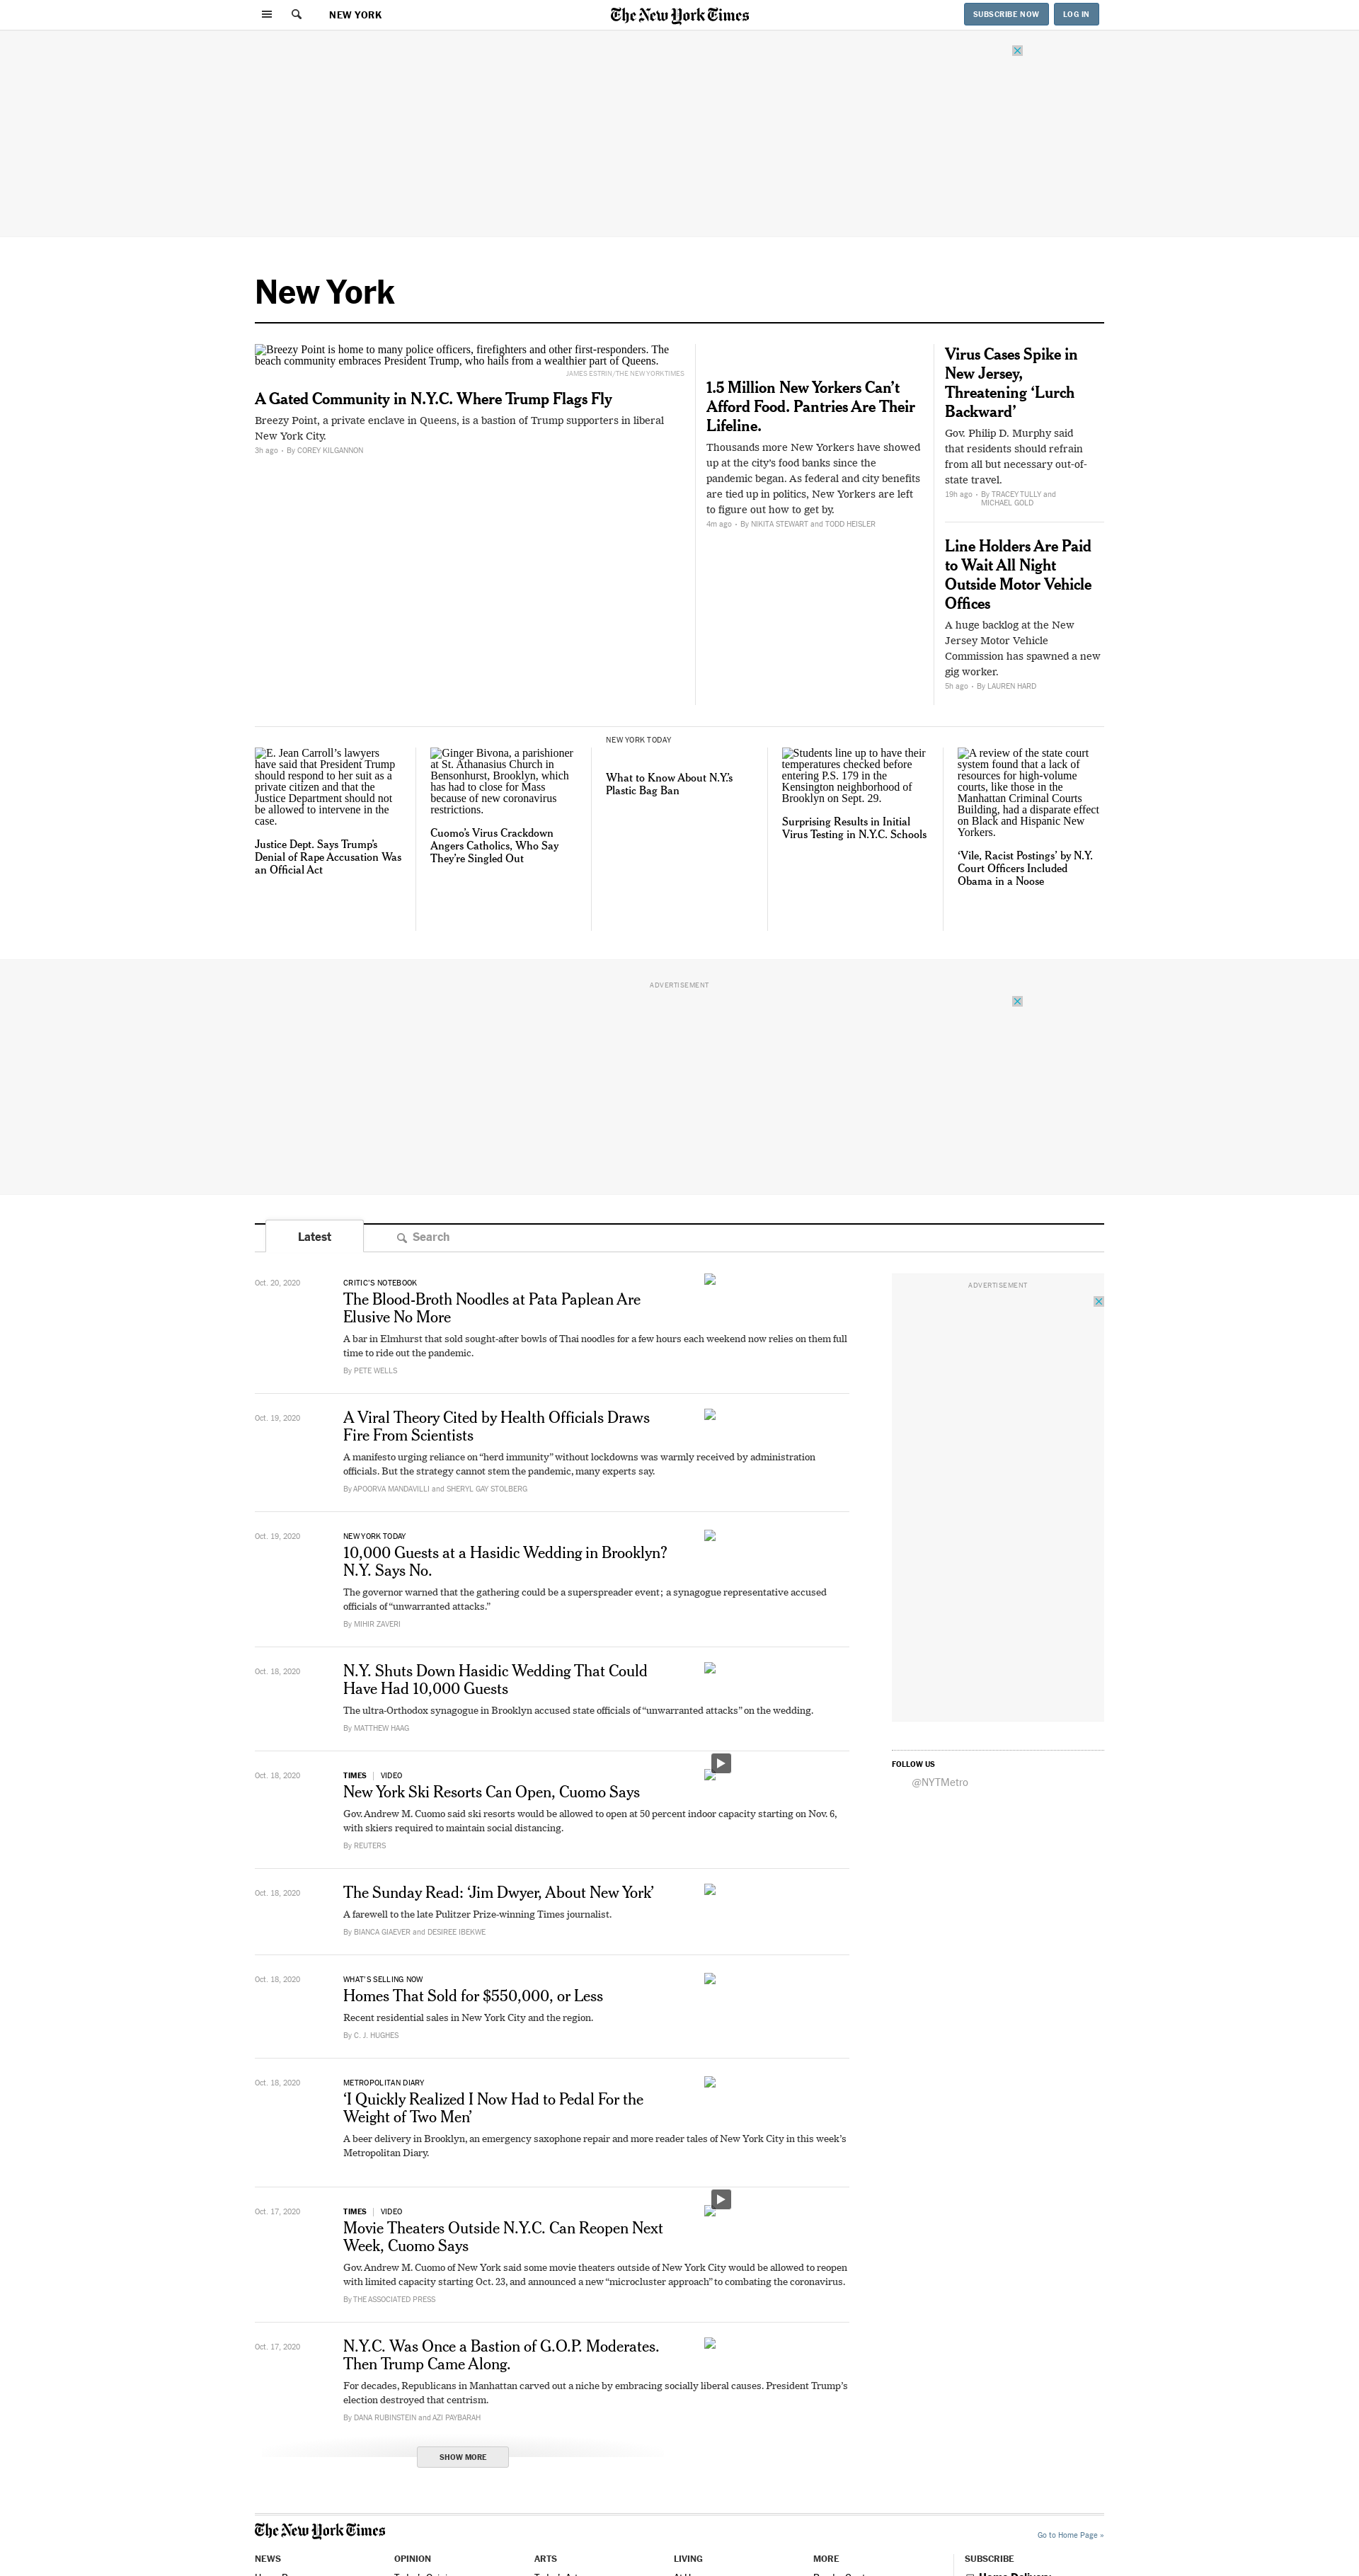 NEW YORK
The New York Times
SUBSCRIBE NOW
LOG IN
New York
Breezy Point is home to many police officers, firefighters and other first-responders. The
beach community embraces President Trump, who hails from a wealthier part of Queens.
JAMES ESTRIN/THE NEW YORK TIMES
A Gated Community in N.Y.C. Where Trump Flags Fly
Breezy Point, a private enclave in Queens, is a bastion of Trump supporters in liberal
New York City.
3h ago • By COREY KILGANNON
1.5 Million New Yorkers Can’t
Afford Food. Pantries Are Their
Lifeline.
Thousands more New Yorkers have showed
up at the city’s food banks since the
pandemic began. As federal and city benefits
are tied up in politics, New Yorkers are left
to figure out how to get by.
4m ago • By NIKITA STEWART and TODD HEISLER
Virus Cases Spike in
New Jersey,
Threatening ‘Lurch
Backward’
Gov. Philip D. Murphy said
that residents should refrain
from all but necessary out-of-
state travel.
19h ago • By TRACEY TULLY and
MICHAEL GOLD
Line Holders Are Paid
to Wait All Night
Outside Motor Vehicle
Offices
A huge backlog at the New
Jersey Motor Vehicle
Commission has spawned a new
gig worker.
5h ago • By LAUREN HARD
E. Jean Carroll’s lawyers
have said that President Trump
should respond to her suit as a
private citizen and that the
Justice Department should not
be allowed to intervene in the
case.
Justice Dept. Says Trump’s
Denial of Rape Accusation Was
an Official Act
Ginger Bivona, a parishioner
at St. Athanasius Church in
Bensonhurst, Brooklyn, which
has had to close for Mass
because of new coronavirus
restrictions.
Cuomo’s Virus Crackdown
Angers Catholics, Who Say
They’re Singled Out
NEW YORK TODAY
What to Know About N.Y.’s
Plastic Bag Ban
Students line up to have their
temperatures checked before
entering P.S. 179 in the
Kensington neighborhood of
Brooklyn on Sept. 29.
Surprising Results in Initial
Virus Testing in N.Y.C. Schools
A review of the state court
system found that a lack of
resources for high-volume
courts, like those in the
Manhattan Criminal Courts
Building, had a disparate effect
on Black and Hispanic New
Yorkers.
‘Vile, Racist Postings’ by N.Y.
Court Officers Included
Obama in a Noose
ADVERTISEMENT
Latest
Search
Oct. 20, 2020
CRITIC'S NOTEBOOK
The Blood-Broth Noodles at Pata Paplean Are
Elusive No More
A bar in Elmhurst that sold sought-after bowls of Thai noodles for a few hours each weekend now relies on them full
time to ride out the pandemic.
By PETE WELLS
Oct. 19, 2020
A Viral Theory Cited by Health Officials Draws
Fire From Scientists
A manifesto urging reliance on “herd immunity” without lockdowns was warmly received by administration
officials. But the strategy cannot stem the pandemic, many experts say.
By APOORVA MANDAVILLI and SHERYL GAY STOLBERG
Oct. 19, 2020
NEW YORK TODAY
10,000 Guests at a Hasidic Wedding in Brooklyn?
N.Y. Says No.
The governor warned that the gathering could be a superspreader event; a synagogue representative accused
officials of “unwarranted attacks.”
By MIHIR ZAVERI
Oct. 18, 2020
N.Y. Shuts Down Hasidic Wedding That Could
Have Had 10,000 Guests
The ultra-Orthodox synagogue in Brooklyn accused state officials of “unwarranted attacks” on the wedding.
By MATTHEW HAAG
Oct. 18, 2020
TIMES | VIDEO
New York Ski Resorts Can Open, Cuomo Says
Gov. Andrew M. Cuomo said ski resorts would be allowed to open at 50 percent indoor capacity starting on Nov. 6,
with skiers required to maintain social distancing.
By REUTERS
Oct. 18, 2020
The Sunday Read: ‘Jim Dwyer, About New York’
A farewell to the late Pulitzer Prize-winning Times journalist.
By BIANCA GIAEVER and DESIREE IBEKWE
Oct. 18, 2020
WHAT'S SELLING NOW
Homes That Sold for $550,000, or Less
Recent residential sales in New York City and the region.
By C. J. HUGHES
Oct. 18, 2020
METROPOLITAN DIARY
‘I Quickly Realized I Now Had to Pedal For the
Weight of Two Men’
A beer delivery in Brooklyn, an emergency saxophone repair and more reader tales of New York City in this week’s
Metropolitan Diary.
Oct. 17, 2020
TIMES | VIDEO
Movie Theaters Outside N.Y.C. Can Reopen Next
Week, Cuomo Says
Gov. Andrew M. Cuomo of New York said some movie theaters outside of New York City would be allowed to reopen
with limited capacity starting Oct. 23, and announced a new “microcluster approach” to combating the coronavirus.
By THE ASSOCIATED PRESS
Oct. 17, 2020
N.Y.C. Was Once a Bastion of G.O.P. Moderates.
Then Trump Came Along.
For decades, Republicans in Manhattan carved out a niche by embracing socially liberal causes. President Trump’s
election destroyed that centrism.
By DANA RUBINSTEIN and AZI PAYBARAH
SHOW MORE
ADVERTISEMENT
FOLLOW US
@NYTMetro
The New York Times
Go to Home Page »
NEWS
OPINION
ARTS
LIVING
MORE
SUBSCRIBE